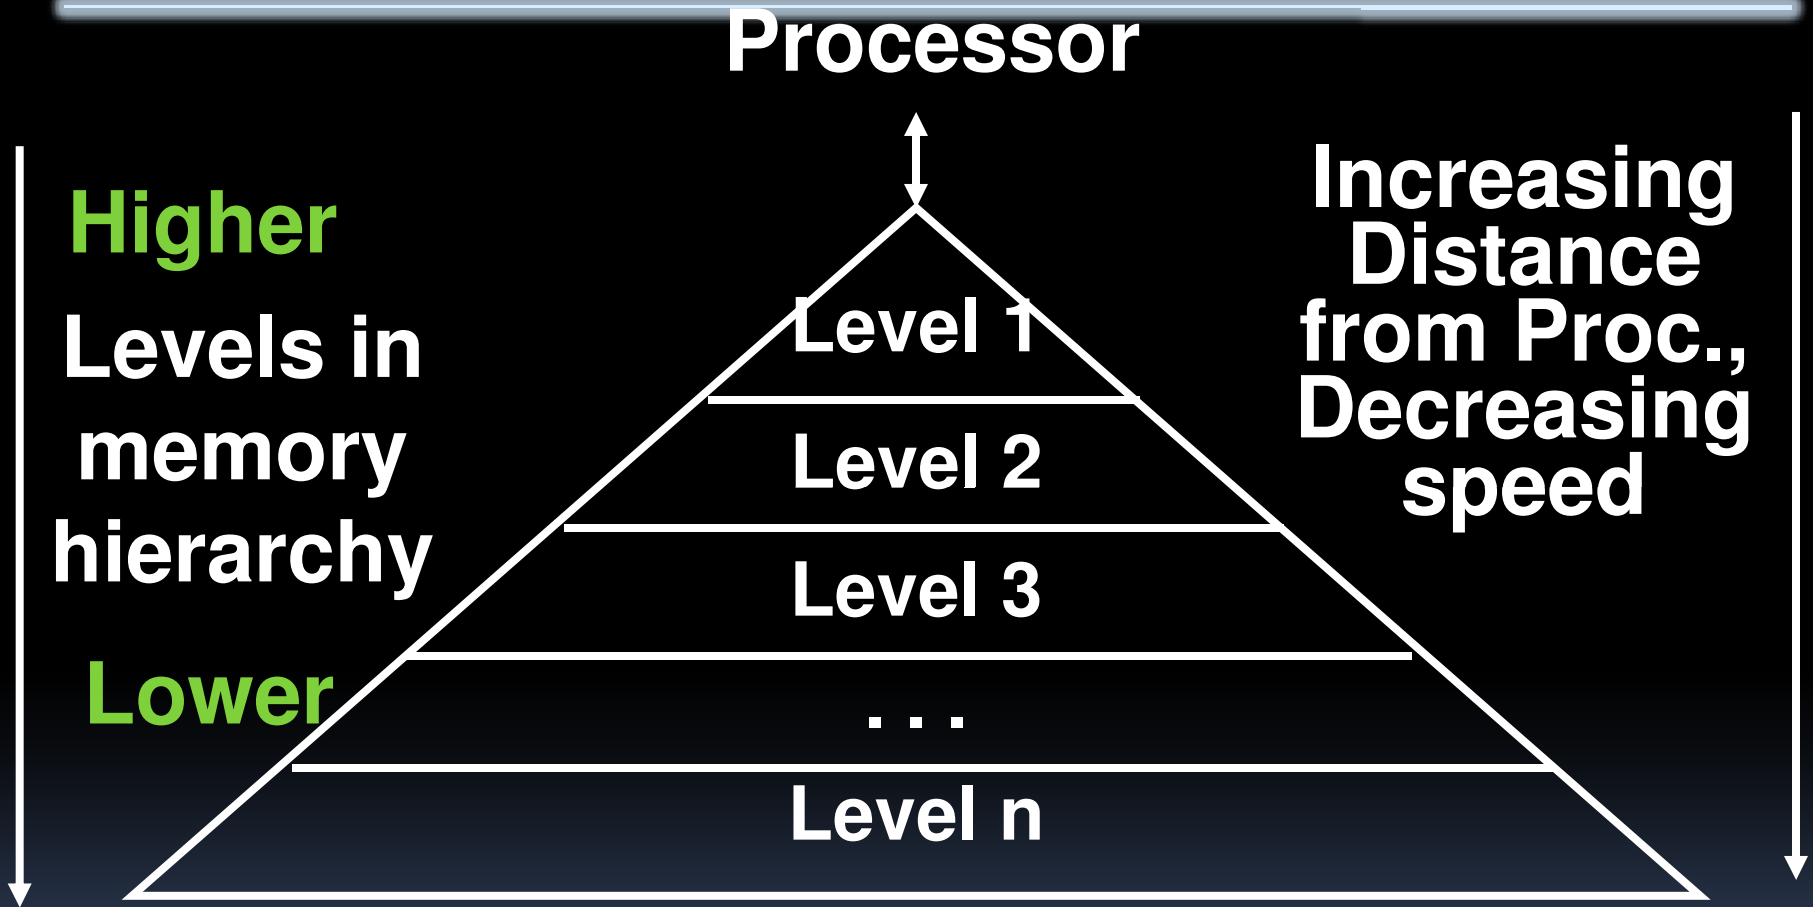 Processor
Higher
Levels in
memory
hierarchy
Lower
Increasing
Distance
from Proc.,
Decreasing
speed
Level 1
Level 2
Level 3
. . .
Level n